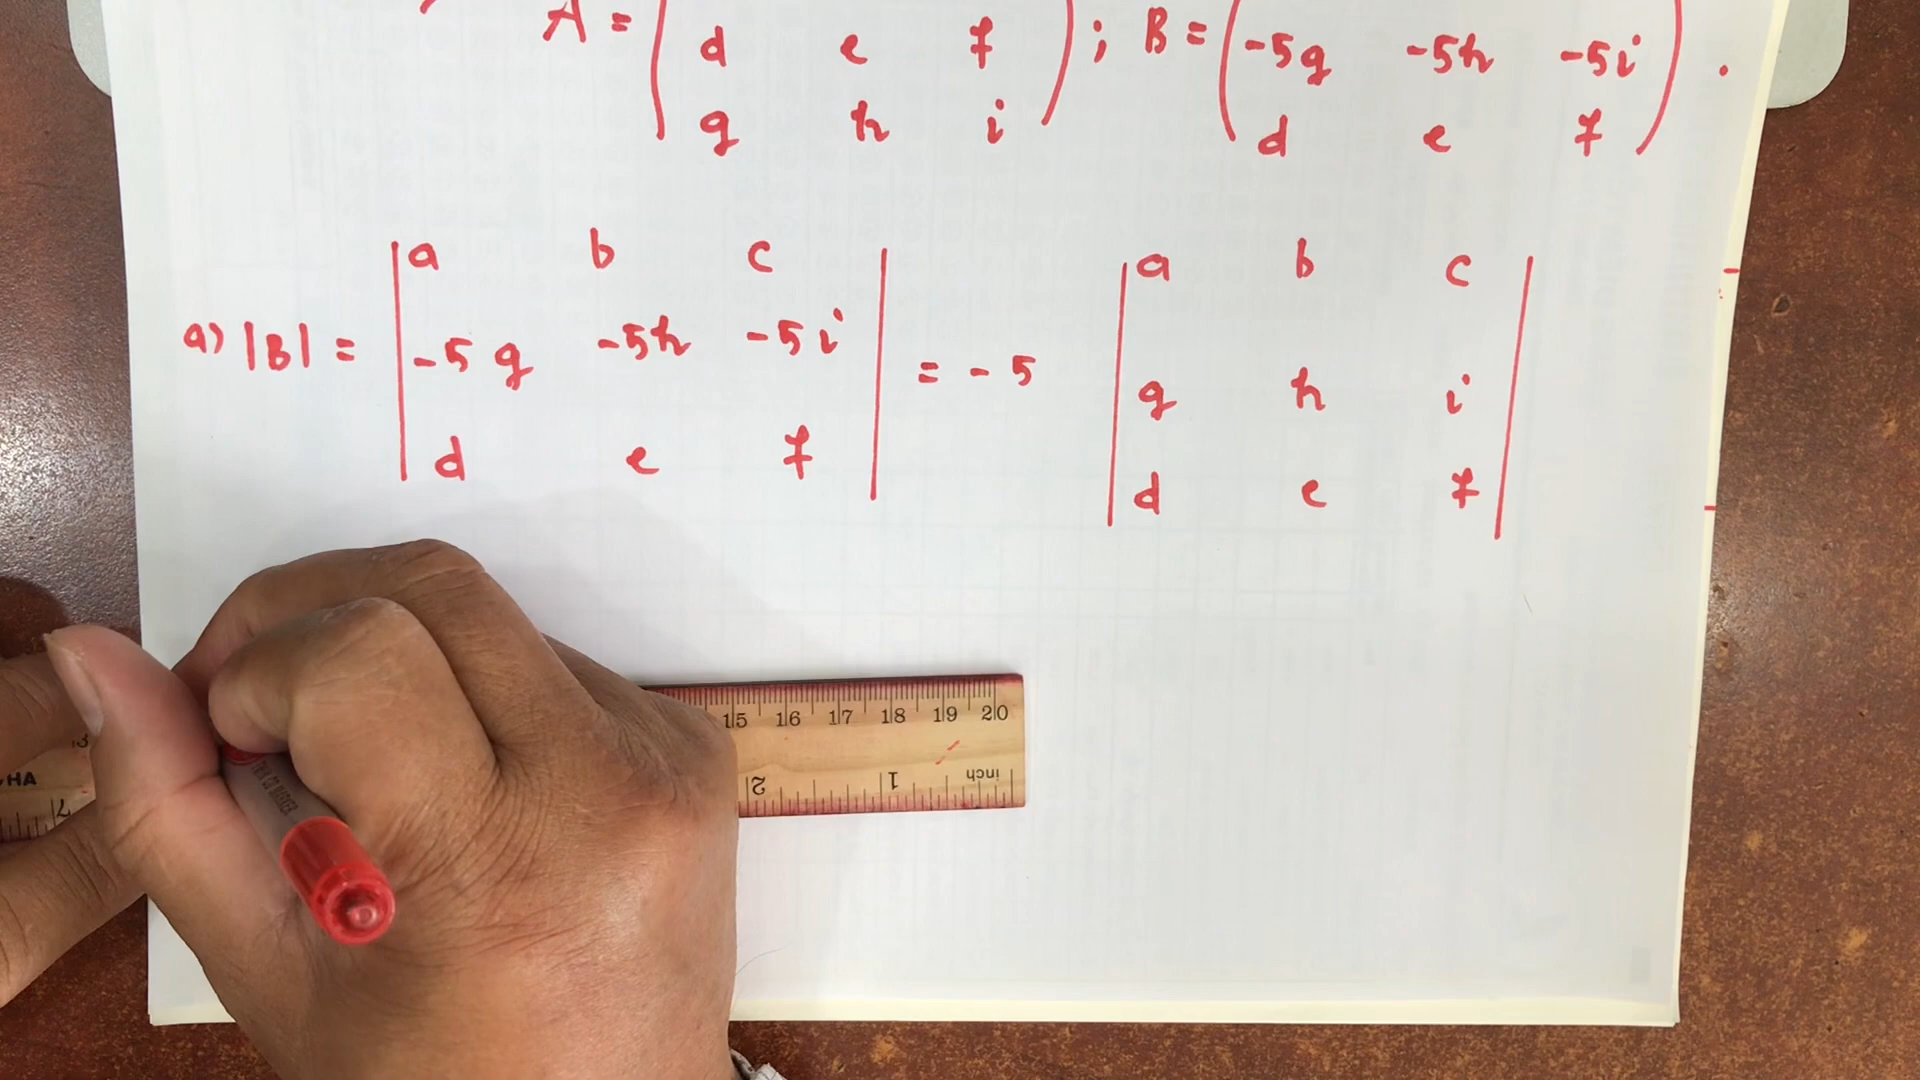 A = ( d e f ) ; B = ( -5g -5h -5i ) .
g h i d e f
a b c a b c
a) |B| = -5g -5h -5i = -5 g h i
d e f d e f
15 16 17 18 19 20
2 1 inch